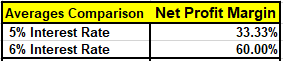 Averages Comparison Net Profit Margin
5% Interest Rate 33.33%
6% Interest Rate 60.00%